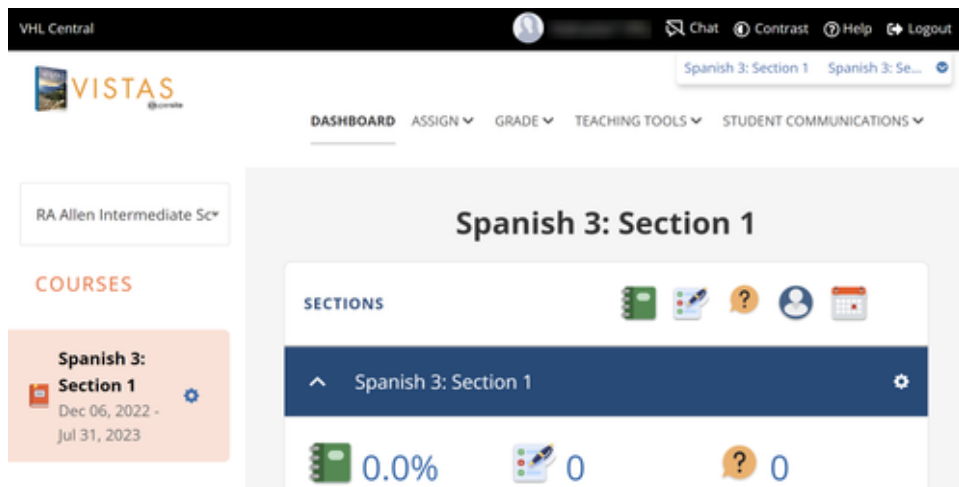 VHL Central
Chat Contrast Help Logout
Spanish 3: Section 1 Spanish 3: Se...
VISTAS
DASHBOARD ASSIGN GRADE TEACHING TOOLS STUDENT COMMUNICATIONS
RA Allen Intermediate Sc
Spanish 3: Section 1
COURSES
SECTIONS
Spanish 3:
Section 1
Dec 06, 2022 -
Jul 31, 2023
Spanish 3: Section 1
0.0% 0 0